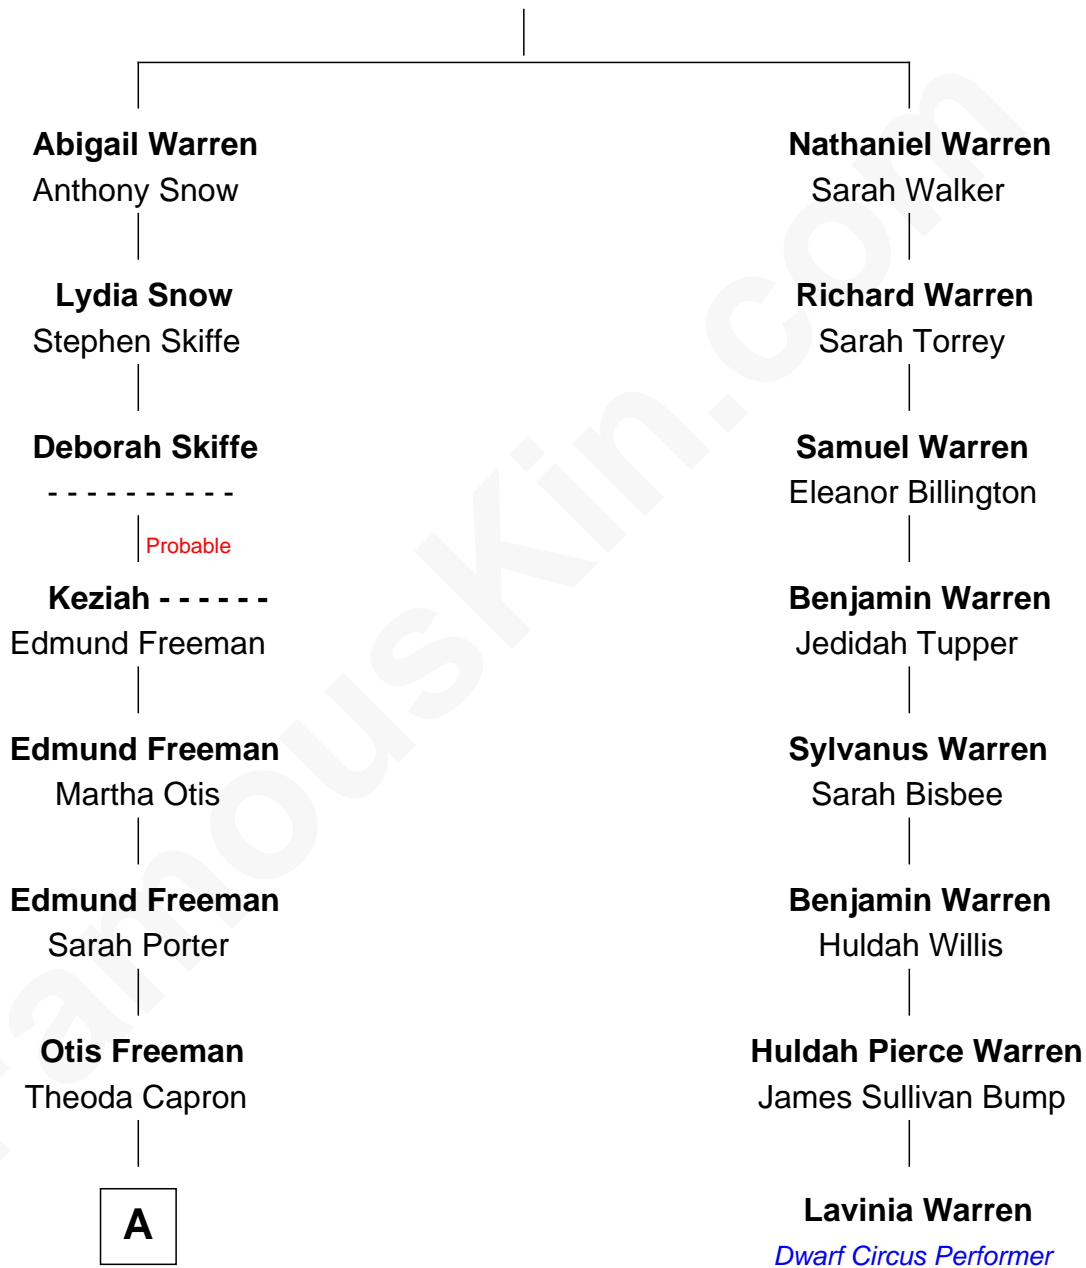 Abigail Warren
Anthony Snow
Nathaniel Warren
Sarah Walker
Lydia Snow
Stephen Skiffe
Richard Warren
Sarah Torrey
Deborah Skiffe
- - - - - - - - - -
Samuel Warren
Eleanor Billington
Probable
Keziah - - - - - -
Edmund Freeman
Benjamin Warren
Jedidah Tupper
Edmund Freeman
Martha Otis
Sylvanus Warren
Sarah Bisbee
Edmund Freeman
Sarah Porter
Benjamin Warren
Huldah Willis
Otis Freeman
Theoda Capron
Huldah Pierce Warren
James Sullivan Bump
A
Lavinia Warren
Dwarf Circus Performer
FamousKin.com